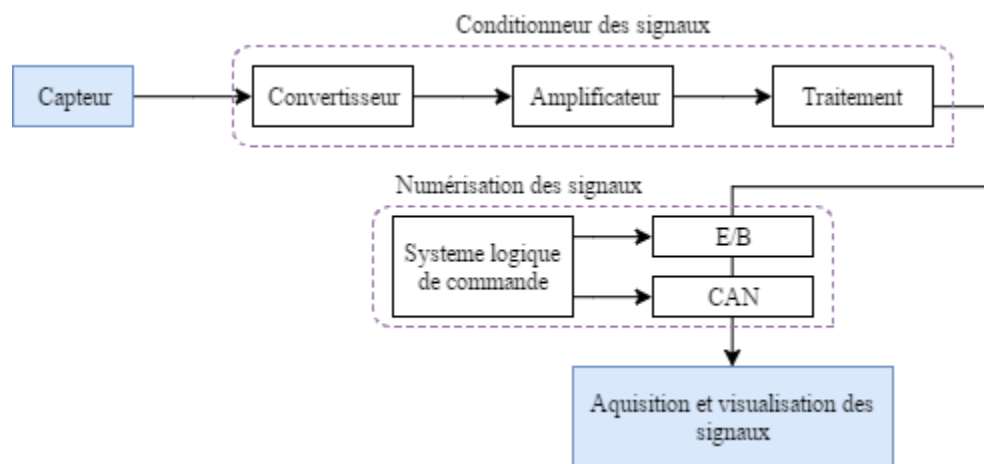 Conditionneur des signaux
Capteur
Convertisseur
Amplificateur
Traitement
Numérisation des signaux
Systeme logique
de commande
E/B
CAN
Aquisition et visualisation des
signaux